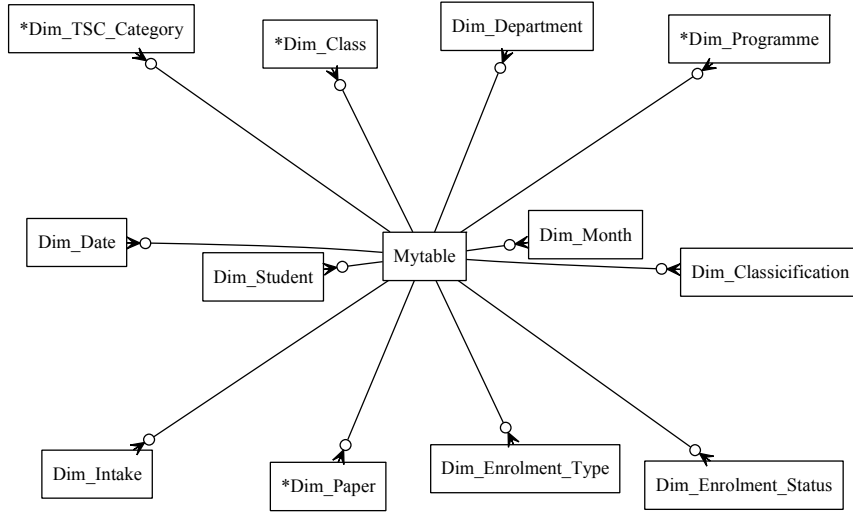 *Dim_TSC_Category
*Dim_Class
Dim_Department
*Dim_Programme
Dim_Date
Dim_Student
Mytable
Dim_Month
Dim_Classicification
Dim_Intake
*Dim_Paper
Dim_Enrolment_Type
Dim_Enrolment_Status